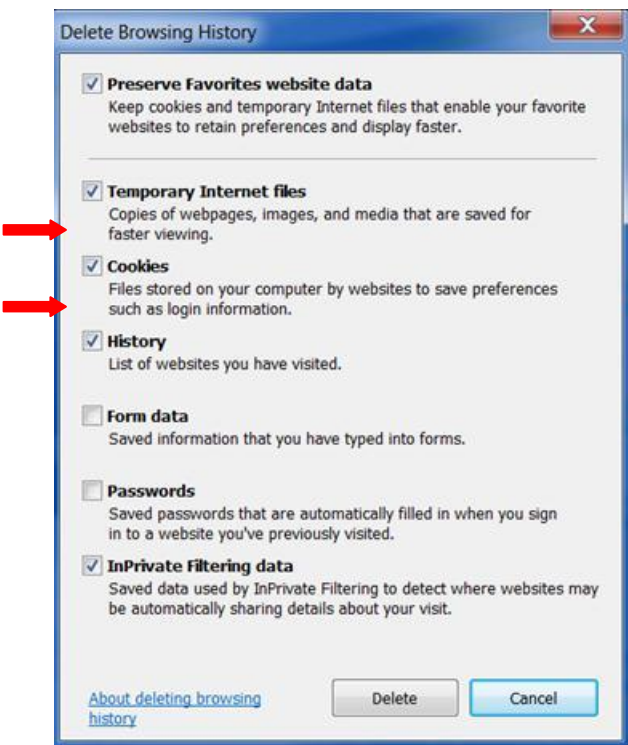 Delete Browsing History
Preserve Favorites website data
Keep cookies and temporary Internet files that enable your favorite
websites to retain preferences and display faster.
Temporary Internet files
Copies of webpages, images, and media that are saved for
faster viewing.
Cookies
Files stored on your computer by websites to save preferences
such as login information.
History
List of websites you have visited.
Form data
Saved information that you have typed into forms.
Passwords
Saved passwords that are automatically filled in when you sign
in to a website you've previously visited.
InPrivate Filtering data
Saved data used by InPrivate Filtering to detect where websites may
be automatically sharing details about your visit.
About deleting browsing
history
Delete
Cancel